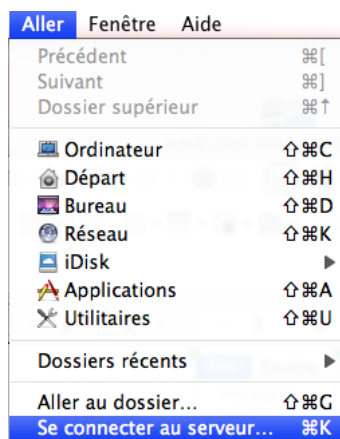 Aller Fenêtre Aide
Précédent ⌘[
Suivant ⌘]
Dossier supérieur ⌘↑
Ordinateur ⇧⌘C
Départ ⇧⌘H
Bureau ⇧⌘D
Réseau ⇧⌘K
iDisk ▶
Applications ⇧⌘A
Utilitaires ⇧⌘U
Dossiers récents ▶
Aller au dossier... ⇧⌘G
Se connecter au serveur... ⌘K